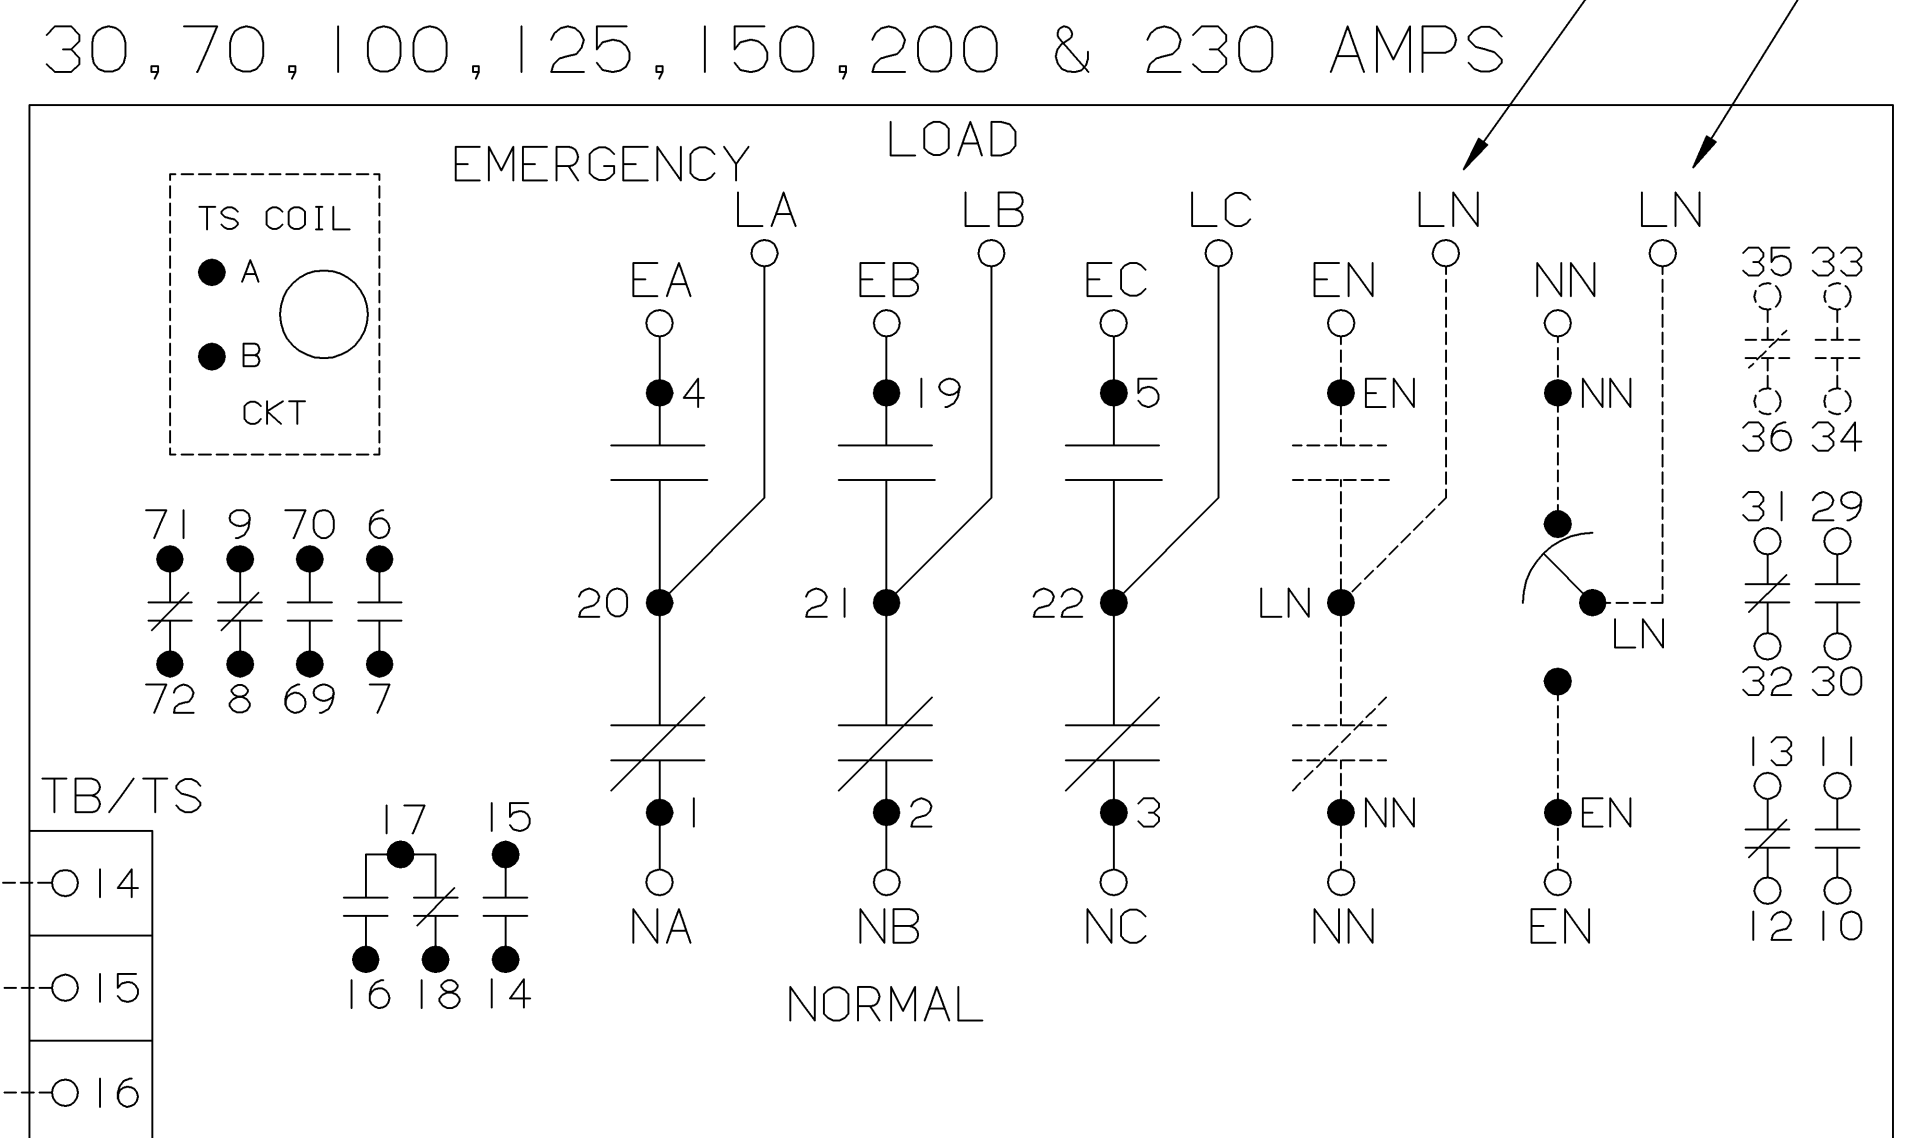 30,70,100,125,150,200 & 230 AMPS
LOAD
EMERGENCY
LA LB LC LN LN
TS COIL
EA EB EC EN NN
35 33
A
B
4 19 5 EN NN
CKT
36 34
71 9 70 6
31 29
20 21 22 LN LN
72 8 69 7
32 30
13 11
TB/TS
17 15
1 2 3 NN EN
14
NA NB NC NN EN
12 10
15
16 18 14
NORMAL
16